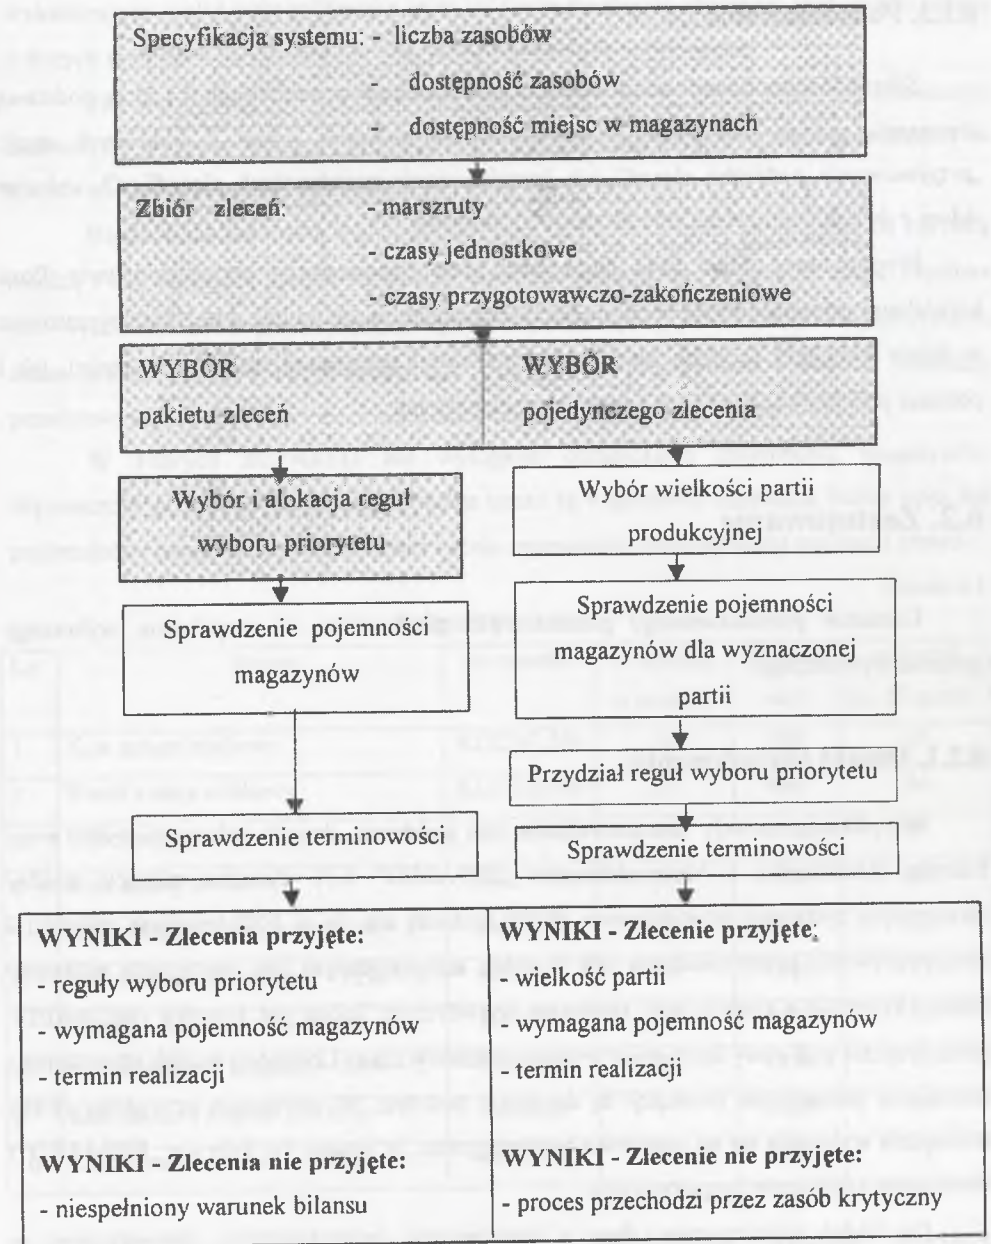 Specyfikacja systemu: - liczba zasobów
- dostępność zasobów
- dostępność miejsc w magazynach
Zbiór zleceń: - marszruty
- czasy jednostkowe
- czasy przygotowawczo-zakończeniowe
WYBÓR
pakietu zleceń
WYBÓR
pojedynczego zlecenia
Wybór i alokacja reguł
wyboru priorytetu
Sprawdzenie pojemności
magazynów
Sprawdzenie terminowości
Wybór wielkości partii
produkcyjnej
Sprawdzenie pojemności
magazynów dla wyznaczonej
partii
Przydział reguł wyboru priorytetu
Sprawdzenie terminowości
WYNIKI - Zlecenia przyjęte:
- reguły wyboru priorytetu
- wymagana pojemność magazynów
- termin realizacji
WYNIKI - Zlecenia nie przyjęte:
- niespełniony warunek bilansu
WYNIKI - Zlecenie przyjęte:
- wielkość partii
- wymagana pojemność magazynów
- termin realizacji
WYNIKI - Zlecenie nie przyjęte:
- proces przechodzi przez zasób krytyczny